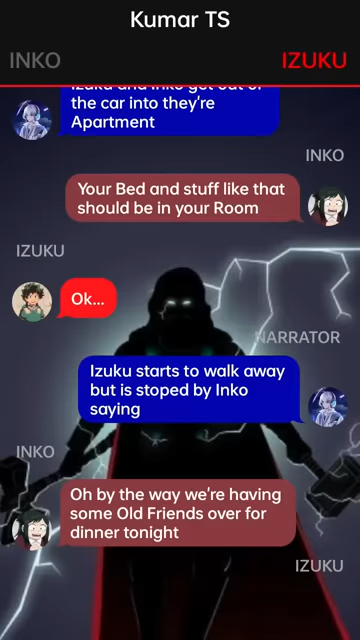 Kumar TS
INKO
IZUKU
Izuku and Inko get out of
the car into they're
Apartment
INKO
Your Bed and stuff like that
should be in your Room
IZUKU
Ok...
NARRATOR
Izuku starts to walk away
but is stoped by Inko
saying
INKO
Oh by the way we're having
some Old Friends over for
dinner tonight
IZUKU